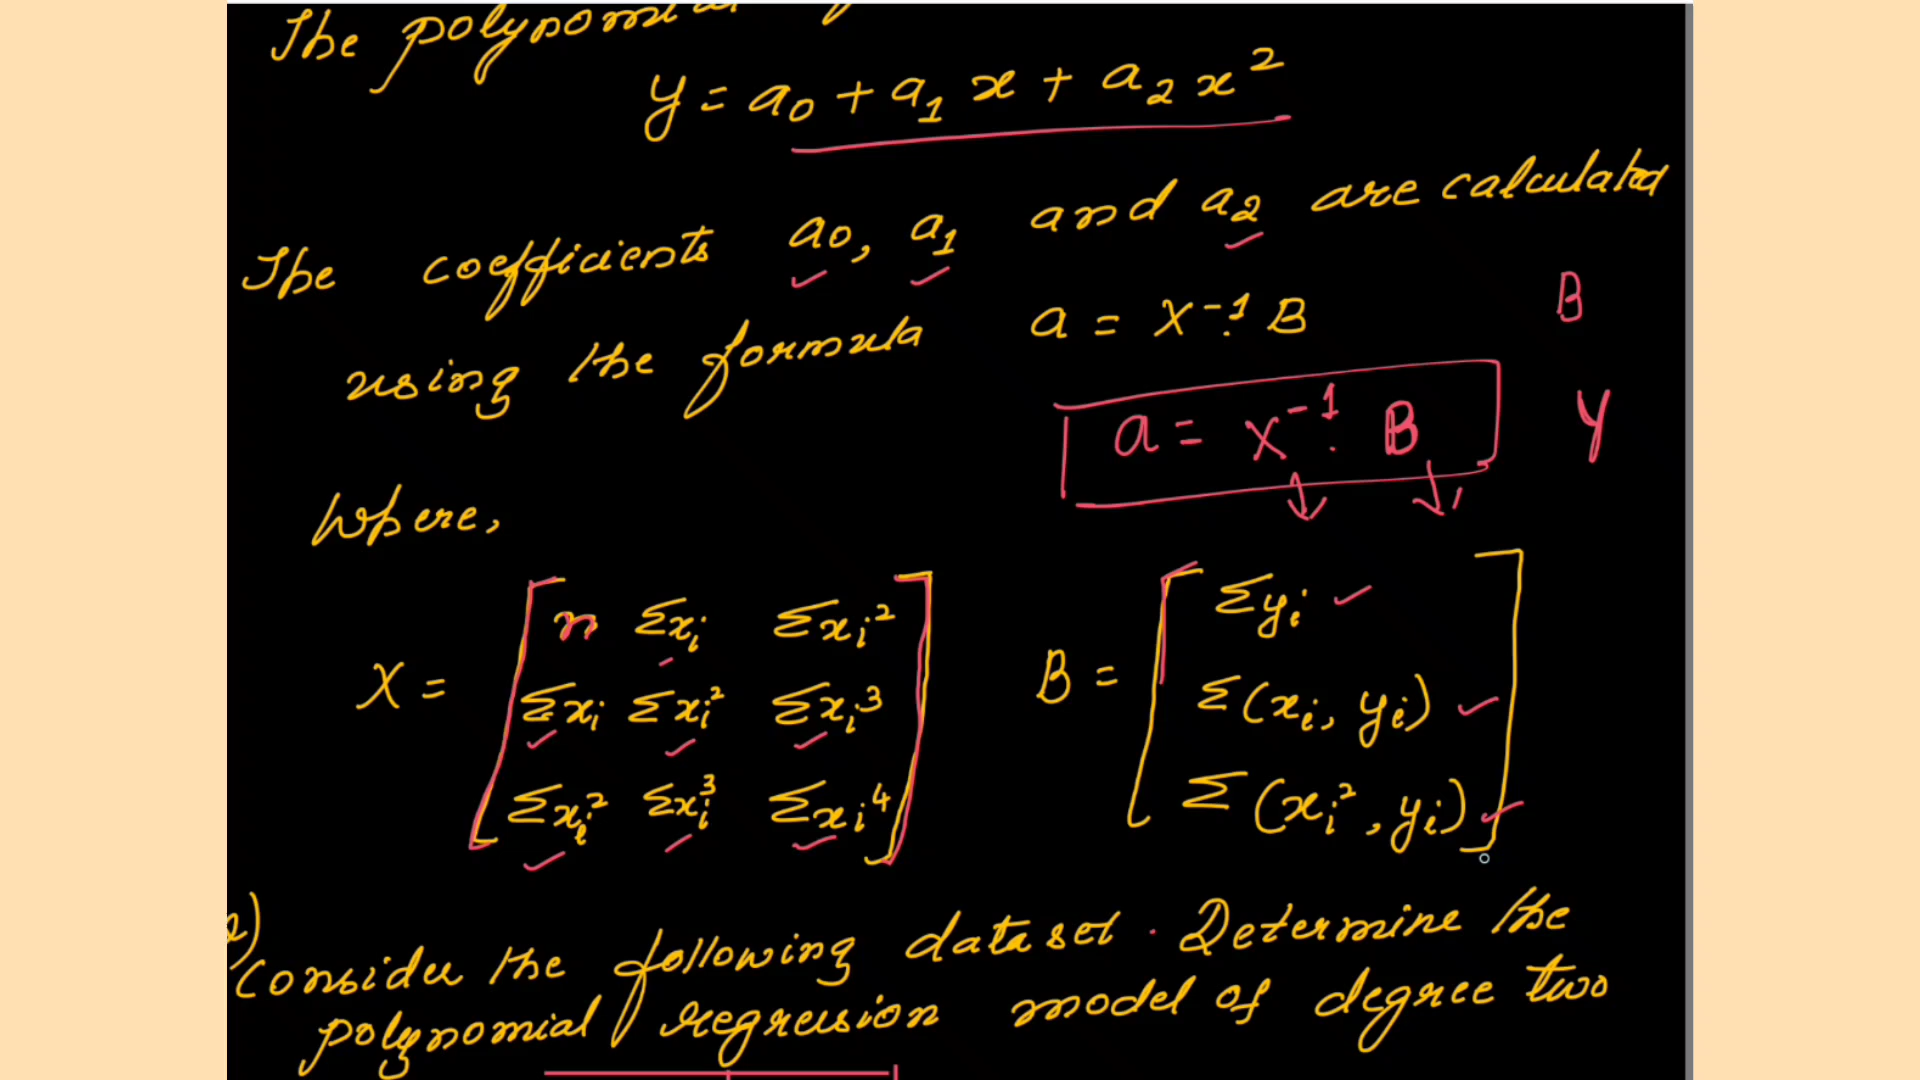 The polynomial
y = a₀ + a₁ x + a₂ x²
The coefficients a₀, a₁ and a₂ are calculated
using the formula a = X⁻¹. B
B
a = X⁻¹. B
Y
Where,
X = [ n Σxᵢ Σxᵢ²
Σxᵢ Σxᵢ² Σxᵢ³
Σxᵢ² Σxᵢ³ Σxᵢ⁴ ]
B = [ Σyᵢ
Σ(xᵢ, yᵢ)
Σ(xᵢ², yᵢ) ]
Consider the following dataset. Determine the
polynomial regression model of degree two